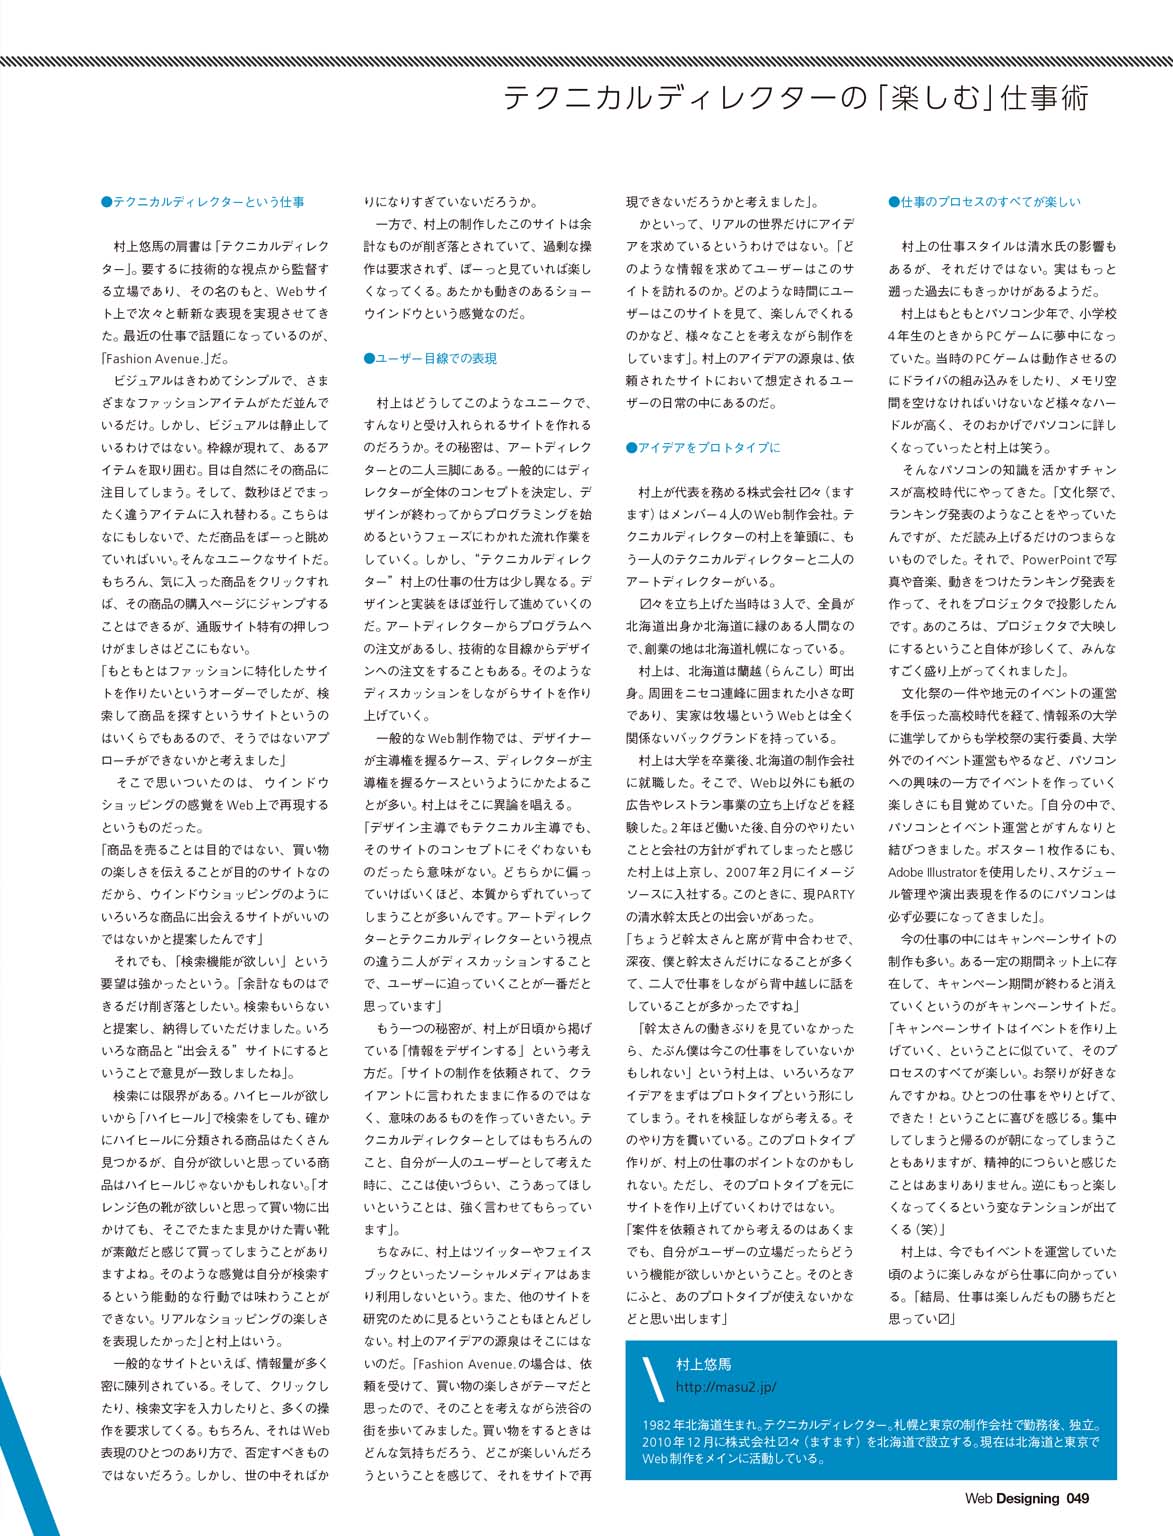 テクニカルディレクターの「楽しむ」仕事術
●テクニカルディレクターという仕事
村上悠馬の肩書は「テクニカルディレク
ター」。要するに技術的な視点から監督す
る立場であり、その名のもと、Webサイ
ト上で次々と斬新な表現を実現させてき
た。最近の仕事で話題になっているのが、
「Fashion Avenue.」だ。
ビジュアルはきわめてシンプルで、さま
ざまなファッションアイテムがただ並んで
いるだけ。しかし、ビジュアルは静止して
いるわけではない。枠線が現れて、あるア
イテムを取り囲む。目は自然にその商品に
注目してしまう。そして、数秒ほどでまっ
たく違うアイテムに入れ替わる。こちらは
なにもしないで、ただ商品をぼーっと眺め
ていればいい。そんなユニークなサイトだ。
もちろん、気に入った商品をクリックすれ
ば、その商品の購入ページにジャンプする
ことはできるが、通販サイト特有の押しつ
けがましさはどこにもない。
「もともとはファッションに特化したサイ
トを作りたいというオーダーでしたが、検
索して商品を探すというサイトというの
はいくらでもあるので、そうではないアプ
ローチができないかと考えました」
そこで思いついたのは、ウインドウ
ショッピングの感覚をWeb上で再現する
というものだった。
「商品を売ることは目的ではない、買い物
の楽しさを伝えることが目的のサイトなの
だから、ウインドウショッピングのように
いろいろな商品に出会えるサイトがいいの
ではないかと提案したんです」
それでも、「検索機能が欲しい」という
要望は強かったという。「余計なものはで
きるだけ削ぎ落としたい。検索もいらない
と提案し、納得していただけました。いろ
いろな商品と“出会える”サイトにすると
いうことで意見が一致しましたね」。
検索には限界がある。ハイヒールが欲し
いから「ハイヒール」で検索をしても、確か
にハイヒールに分類される商品はたくさん
見つかるが、自分が欲しいと思っている商
品はハイヒールじゃないかもしれない。「オ
レンジ色の靴が欲しいと思って買い物に出
かけても、そこでたまたま見かけた青い靴
が素敵だと感じて買ってしまうことがあり
ますよね。そのような感覚は自分が検索す
るという能動的な行動では味わうことが
できない。リアルなショッピングの楽しさ
を表現したかった」と村上はいう。
一般的なサイトといえば、情報量が多く
密に陳列されている。そして、クリックし
たり、検索文字を入力したりと、多くの操
作を要求してくる。もちろん、それはWeb
表現のひとつのあり方で、否定すべきもの
ではないだろう。しかし、世の中そればか
りになりすぎていないだろうか。
一方で、村上の制作したこのサイトは余
計なものが削ぎ落とされていて、過剰な操
作は要求されず、ぼーっと見ていれば楽し
くなってくる。あたかも動きのあるショー
ウインドウという感覚なのだ。
●ユーザー目線での表現
村上はどうしてこのようなユニークで、
すんなりと受け入れられるサイトを作れる
のだろうか。その秘密は、アートディレク
ターとの二人三脚にある。一般的にはディ
レクターが全体のコンセプトを決定し、デ
ザインが終わってからプログラミングを始
めるというフェーズにわかれた流れ作業を
していく。しかし、“テクニカルディレク
ター”村上の仕事の仕方は少し異なる。デ
ザインと実装をほぼ並行して進めていくの
だ。アートディレクターからプログラムへ
の注文があるし、技術的な目線からデザイ
ンへの注文をすることもある。そのような
ディスカッションをしながらサイトを作り
上げていく。
一般的なWeb制作物では、デザイナー
が主導権を握るケース、ディレクターが主
導権を握るケースというようにかたよるこ
とが多い。村上はそこに異論を唱える。
「デザイン主導でもテクニカル主導でも、
そのサイトのコンセプトにそぐわないも
のだったら意味がない。どちらかに偏っ
ていけばいくほど、本質からずれていって
しまうことが多いんです。アートディレク
ターとテクニカルディレクターという視点
の違う二人がディスカッションすること
で、ユーザーに迫っていくことが一番だと
思っています」
もう一つの秘密が、村上が日頃から掲げ
ている「情報をデザインする」という考え
方だ。「サイトの制作を依頼されて、クラ
イアントに言われたままに作るのではな
く、意味のあるものを作っていきたい。テ
クニカルディレクターとしてはもちろんの
こと、自分が一人のユーザーとして考えた
時に、ここは使いづらい、こうあってほし
いということは、強く言わせてもらってい
ます」。
ちなみに、村上はツイッターやフェイス
ブックといったソーシャルメディアはあま
り利用しないという。また、他のサイトを
研究のために見るということもほとんどし
ない。村上のアイデアの源泉はそこにはな
いのだ。「Fashion Avenue.の場合は、依
頼を受けて、買い物の楽しさがテーマだと
思ったので、そのことを考えながら渋谷の
街を歩いてみました。買い物をするときは
どんな気持ちだろう、どこが楽しいんだろ
うということを感じて、それをサイトで再
現できないだろうかと考えました」。
かといって、リアルの世界だけにアイデ
アを求めているというわけではない。「ど
のような情報を求めてユーザーはこのサ
イトを訪れるのか。どのような時間にユー
ザーはこのサイトを見て、楽しんでくれる
のかなど、様々なことを考えながら制作を
しています」。村上のアイデアの源泉は、依
頼されたサイトにおいて想定されるユー
ザーの日常の中にあるのだ。
●アイデアをプロトタイプに
村上が代表を務める株式会社〼々（ます
ます）はメンバー4人のWeb制作会社。テ
クニカルディレクターの村上を筆頭に、も
う一人のテクニカルディレクターと二人の
アートディレクターがいる。
〼々を立ち上げた当時は3人で、全員が
北海道出身か北海道に縁のある人間なの
で、創業の地は北海道札幌になっている。
村上は、北海道は蘭越（らんこし）町出
身。周囲をニセコ連峰に囲まれた小さな町
であり、実家は牧場というWebとは全く
関係ないバックグランドを持っている。
村上は大学を卒業後、北海道の制作会社
に就職した。そこで、Web以外にも紙の
広告やレストラン事業の立ち上げなどを経
験した。2年ほど働いた後、自分のやりたい
ことと会社の方針がずれてしまったと感じ
た村上は上京し、2007年2月にイメージ
ソースに入社する。このときに、現PARTY
の清水幹太氏との出会いがあった。
「ちょうど幹太さんと席が背中合わせで、
深夜、僕と幹太さんだけになることが多く
て、二人で仕事をしながら背中越しに話を
していることが多かったですね」
「幹太さんの働きぶりを見ていなかった
ら、たぶん僕は今この仕事をしていないか
もしれない」という村上は、いろいろなア
イデアをまずはプロトタイプという形にし
てしまう。それを検証しながら考える。そ
のやり方を貫いている。このプロトタイプ
作りが、村上の仕事のポイントなのかもし
れない。ただし、そのプロトタイプを元に
サイトを作り上げていくわけではない。
「案件を依頼されてから考えるのはあくま
でも、自分がユーザーの立場だったらどう
いう機能が欲しいかということ。そのとき
にふと、あのプロトタイプが使えないかな
どと思い出します」
●仕事のプロセスのすべてが楽しい
村上の仕事スタイルは清水氏の影響も
あるが、それだけではない。実はもっと
遡った過去にもきっかけがあるようだ。
村上はもともとパソコン少年で、小学校
4年生のときからPCゲームに夢中になっ
ていた。当時のPCゲームは動作させるの
にドライバの組み込みをしたり、メモリ空
間を空けなければいけないなど様々なハー
ドルが高く、そのおかげでパソコンに詳し
くなっていったと村上は笑う。
そんなパソコンの知識を活かすチャン
スが高校時代にやってきた。「文化祭で、
ランキング発表のようなことをやっていた
んですが、ただ読み上げるだけのつまらな
いものでした。それで、PowerPointで写
真や音楽、動きをつけたランキング発表を
作って、それをプロジェクタで投影したん
です。あのころは、プロジェクタで大映し
にするということ自体が珍しくて、みんな
すごく盛り上がってくれました」。
文化祭の一件や地元のイベントの運営
を手伝った高校時代を経て、情報系の大学
に進学してからも学校祭の実行委員、大学
外でのイベント運営もやるなど、パソコン
への興味の一方でイベントを作っていく
楽しさにも目覚めていた。「自分の中で、
パソコンとイベント運営とがすんなりと
結びつきました。ポスター1枚作るにも、
Adobe Illustratorを使用したり、スケジュー
ル管理や演出表現を作るのにパソコンは
必ず必要になってきました」。
今の仕事の中にはキャンペーンサイトの
制作も多い。ある一定の期間ネット上に存
在して、キャンペーン期間が終わると消え
ていくというのがキャンペーンサイトだ。
「キャンペーンサイトはイベントを作り上
げていく、ということに似ていて、そのプ
ロセスのすべてが楽しい。お祭りが好きな
んですかね。ひとつの仕事をやりとげて、
できた！ということに喜びを感じる。集中
してしまうと帰るのが朝になってしまうこ
ともありますが、精神的につらいと感じた
ことはあまりありません。逆にもっと楽し
くなってくるという変なテンションが出て
くる（笑）」
村上は、今でもイベントを運営していた
頃のように楽しみながら仕事に向かってい
る。「結局、仕事は楽しんだもの勝ちだと
思ってい〼」
村上悠馬
http://masu2.jp/
1982年北海道生まれ。テクニカルディレクター。札幌と東京の制作会社で勤務後、独立。
2010年12月に株式会社〼々（ますます）を北海道で設立する。現在は北海道と東京で
Web制作をメインに活動している。
Web Designing 049